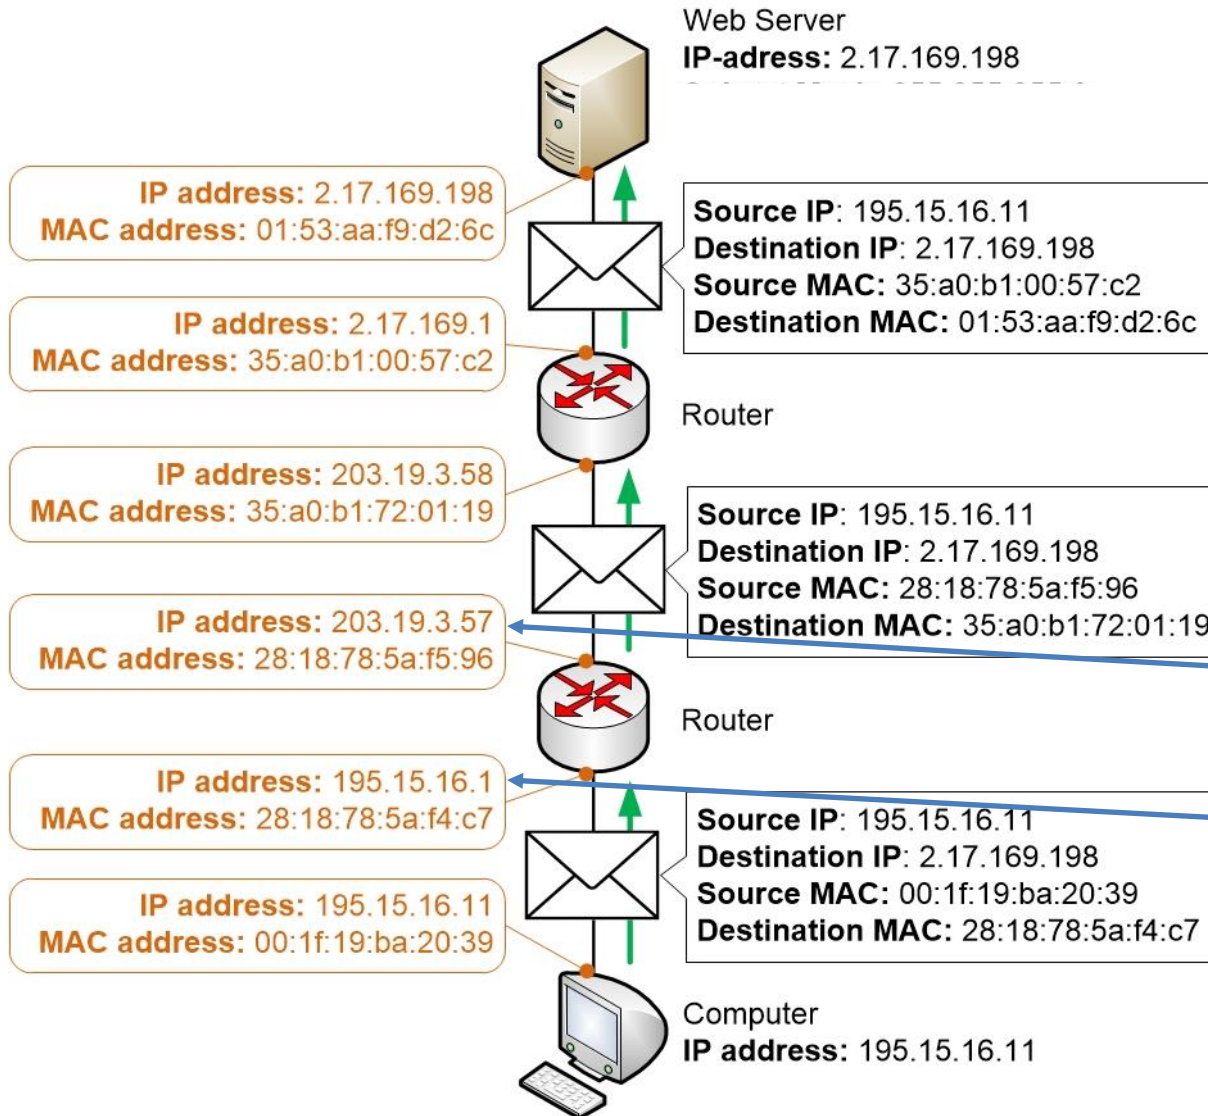 Web Server
IP-adress: 2.17.169.198
IP address: 2.17.169.198
MAC address: 01:53:aa:f9:d2:6c
Source IP: 195.15.16.11
Destination IP: 2.17.169.198
Source MAC: 35:a0:b1:00:57:c2
Destination MAC: 01:53:aa:f9:d2:6c
IP address: 2.17.169.1
MAC address: 35:a0:b1:00:57:c2
Router
IP address: 203.19.3.58
MAC address: 35:a0:b1:72:01:19
Source IP: 195.15.16.11
Destination IP: 2.17.169.198
Source MAC: 28:18:78:5a:f5:96
Destination MAC: 35:a0:b1:72:01:19
IP address: 203.19.3.57
MAC address: 28:18:78:5a:f5:96
Router
IP address: 195.15.16.1
MAC address: 28:18:78:5a:f4:c7
Source IP: 195.15.16.11
Destination IP: 2.17.169.198
Source MAC: 00:1f:19:ba:20:39
Destination MAC: 28:18:78:5a:f4:c7
IP address: 195.15.16.11
MAC address: 00:1f:19:ba:20:39
Computer
IP address: 195.15.16.11